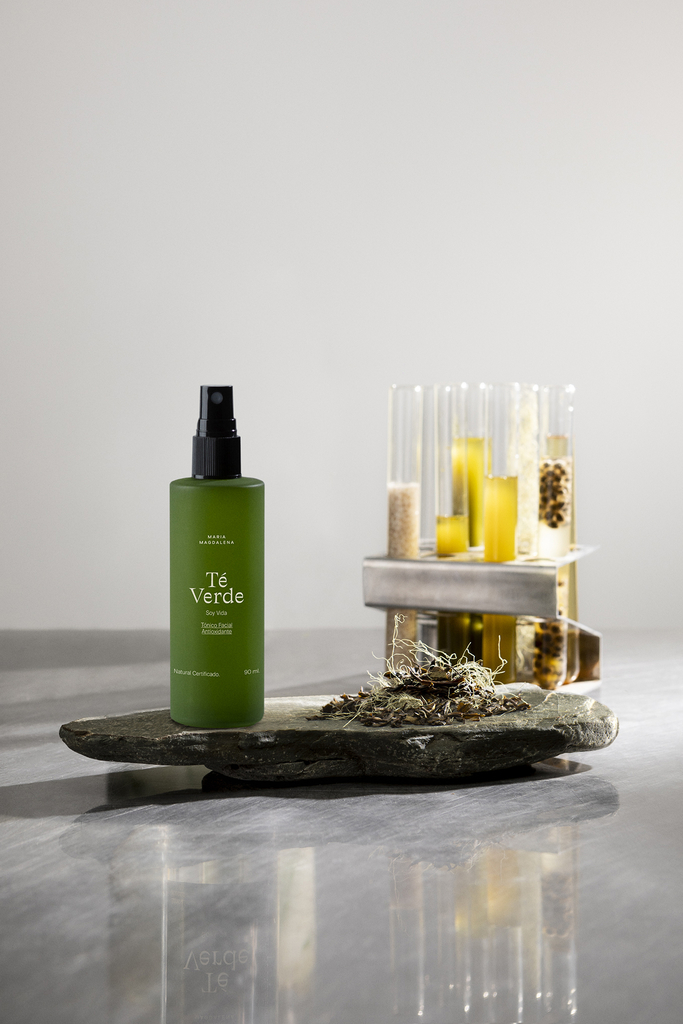 MARIA
MAGDALENA
Té
Verde
Soy Vida
Tónico Facial
Antioxidante
Natural Certificado.
90 mL